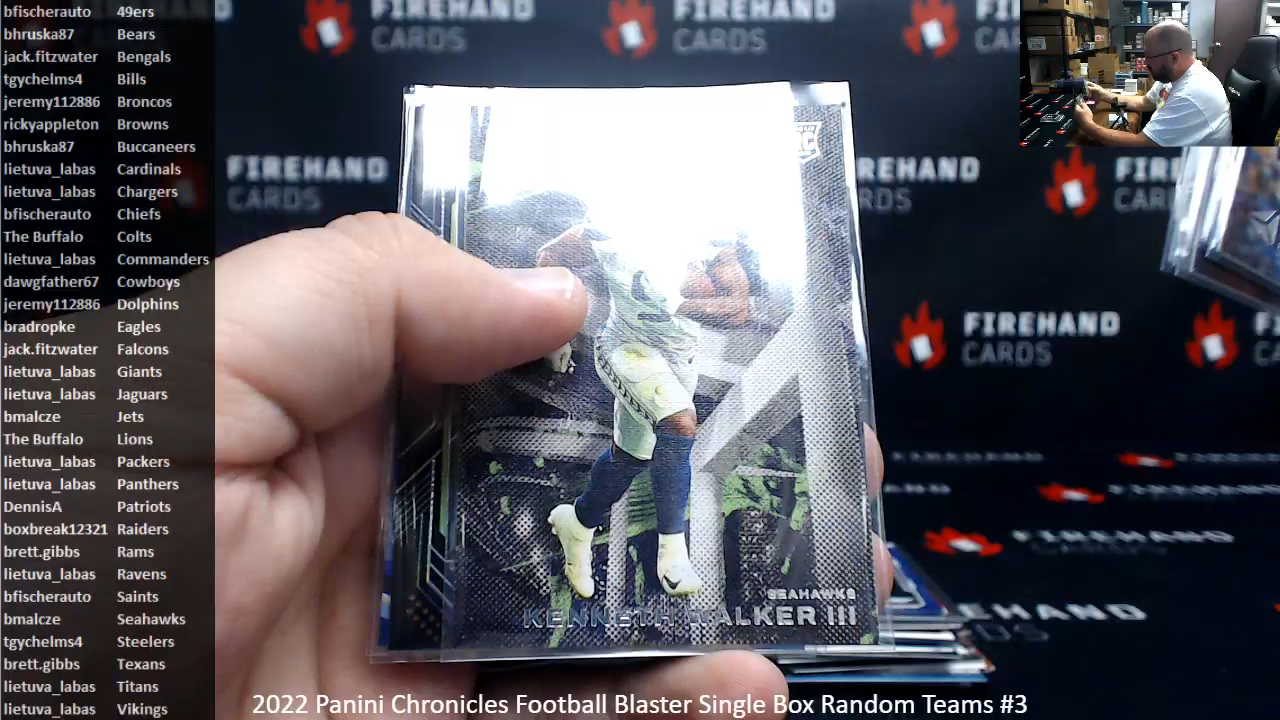 bfischerauto 49ers
bhruska87 Bears
jack.fitzwater Bengals
tgychelms4 Bills
jeremy112886 Broncos
rickyappleton Browns
bhruska87 Buccaneers
lietuva_labas Cardinals
lietuva_labas Chargers
bfischerauto Chiefs
The Buffalo Colts
lietuva_labas Commanders
dawgfather67 Cowboys
jeremy112886 Dolphins
bradropke Eagles
jack.fitzwater Falcons
lietuva_labas Giants
lietuva_labas Jaguars
bmalcze Jets
The Buffalo Lions
lietuva_labas Packers
lietuva_labas Panthers
DennisA Patriots
boxbreak12321 Raiders
brett.gibbs Rams
lietuva_labas Ravens
bfischerauto Saints
bmalcze Seahawks
tgychelms4 Steelers
brett.gibbs Texans
lietuva_labas Titans
lietuva_labas Vikings
FIREHAND
CARDS
FIREHAND
CARDS
FIREHAND
CARDS
FIREHAND
CARDS
FIREHAND
CARDS
SEAHAWKS
KENNETH WALKER III
2022 Panini Chronicles Football Blaster Single Box Random Teams #3